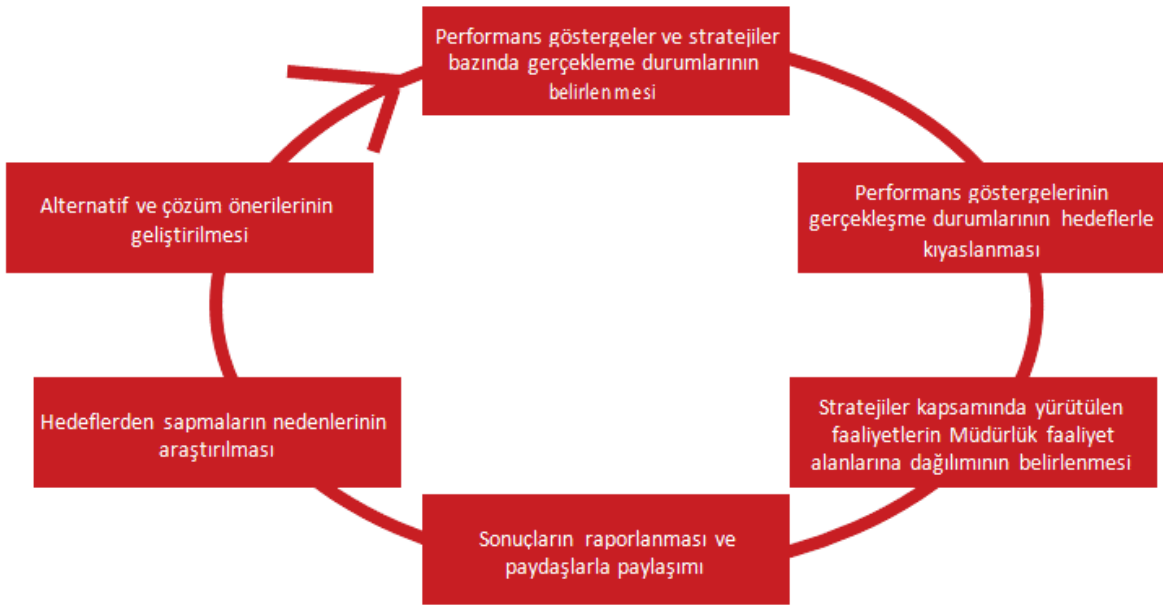 Performans göstergeler ve stratejiler
bazında gerçekleme durumlarının
belirlenmesi
Performans göstergelerinin
gerçekleşme durumlarının hedeflerle
kıyaslanması
Stratejiler kapsamında yürütülen
faaliyetlerin Müdürlük faaliyet
alanlarına dağılımının belirlenmesi
Sonuçların raporlanması ve
paydaşlarla paylaşımı
Hedeflerden sapmaların nedenlerinin
araştırılması
Alternatif ve çözüm önerilerinin
geliştirilmesi